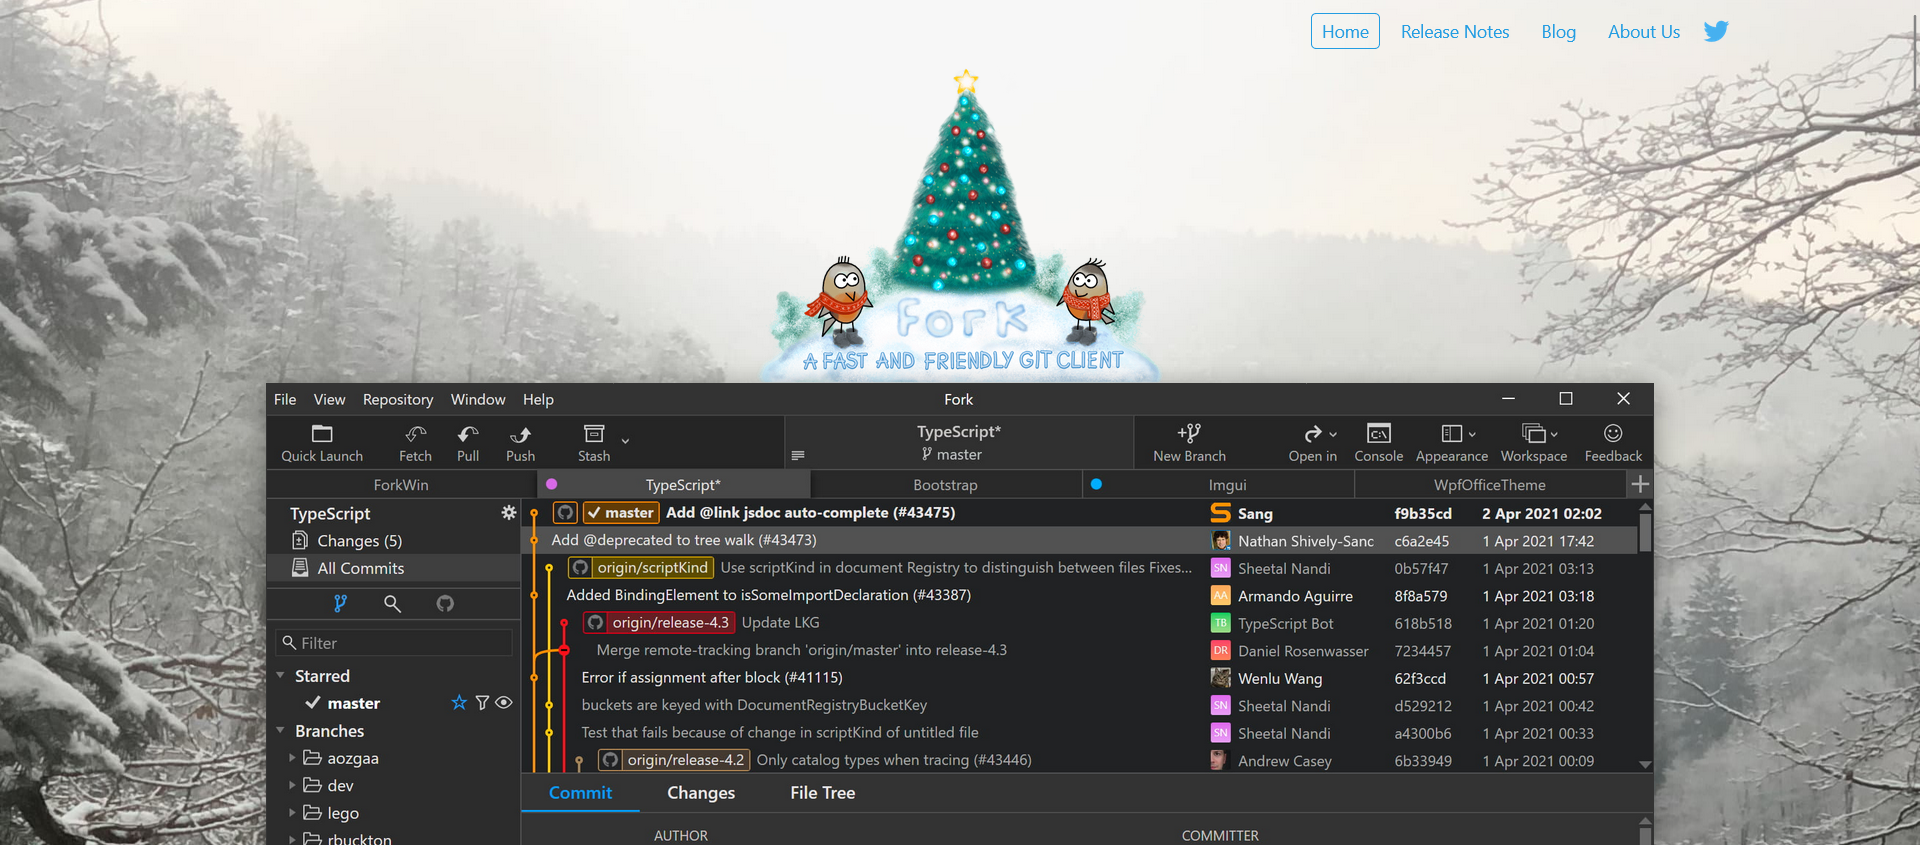 Home Release Notes Blog About Us
Fork
A FAST AND FRIENDLY GIT CLIENT
File View Repository Window Help Fork
Quick Launch Fetch Pull Push Stash TypeScript* master New Branch Open in Console Appearance Workspace Feedback
ForkWin TypeScript* Bootstrap Imgui WpfOfficeTheme
TypeScript
Changes (5)
All Commits
Filter
Starred
master
Branches
aozgaa
dev
lego
rbuckton
master Add @link jsdoc auto-complete (#43475) Sang f9b35cd 2 Apr 2021 02:02
Add @deprecated to tree walk (#43473) Nathan Shively-Sanc c6a2e45 1 Apr 2021 17:42
origin/scriptKind Use scriptKind in document Registry to distinguish between files Fixes... SN Sheetal Nandi 0b57f47 1 Apr 2021 03:13
Added BindingElement to isSomeImportDeclaration (#43387) AA Armando Aguirre 8f8a579 1 Apr 2021 03:18
origin/release-4.3 Update LKG TB TypeScript Bot 618b518 1 Apr 2021 01:20
Merge remote-tracking branch 'origin/master' into release-4.3 DR Daniel Rosenwasser 7234457 1 Apr 2021 01:04
Error if assignment after block (#41115) Wenlu Wang 62f3ccd 1 Apr 2021 00:57
buckets are keyed with DocumentRegistryBucketKey SN Sheetal Nandi d529212 1 Apr 2021 00:42
Test that fails because of change in scriptKind of untitled file SN Sheetal Nandi a4300b6 1 Apr 2021 00:33
origin/release-4.2 Only catalog types when tracing (#43446) Andrew Casey 6b33949 1 Apr 2021 00:09
Commit Changes File Tree
AUTHOR COMMITTER